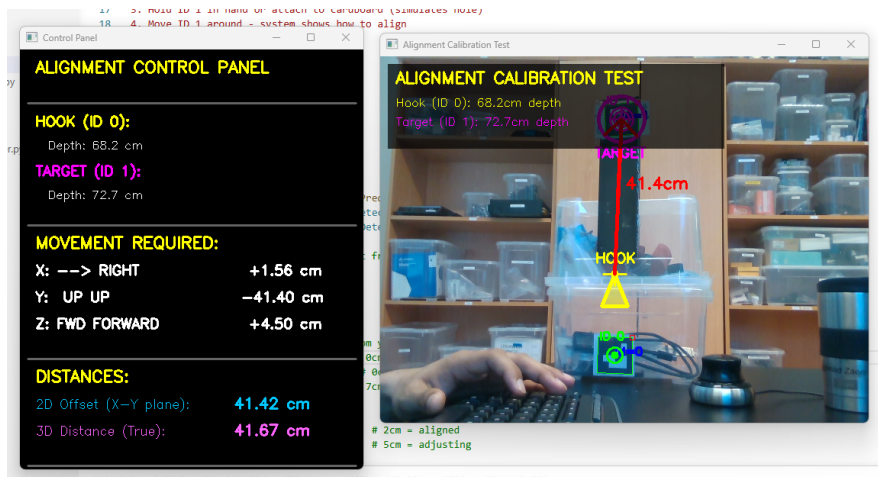 17 3. Hold ID 1 in hand or attach to cardboard (simulates hole)
18 4. Move ID 1 around - system shows how to align
Control Panel
ALIGNMENT CONTROL PANEL
HOOK (ID 0):
Depth: 68.2 cm
TARGET (ID 1):
Depth: 72.7 cm
MOVEMENT REQUIRED:
X: --> RIGHT +1.56 cm
Y: UP UP -41.40 cm
Z: FWD FORWARD +4.50 cm
DISTANCES:
2D Offset (X-Y plane): 41.42 cm
3D Distance (True): 41.67 cm
Alignment Calibration Test
ALIGNMENT CALIBRATION TEST
Hook (ID 0): 68.2cm depth
Target (ID 1): 72.7cm depth
TARGET
41.4cm
HOOK
ID 0
# 2cm = aligned
# 5cm = adjusting